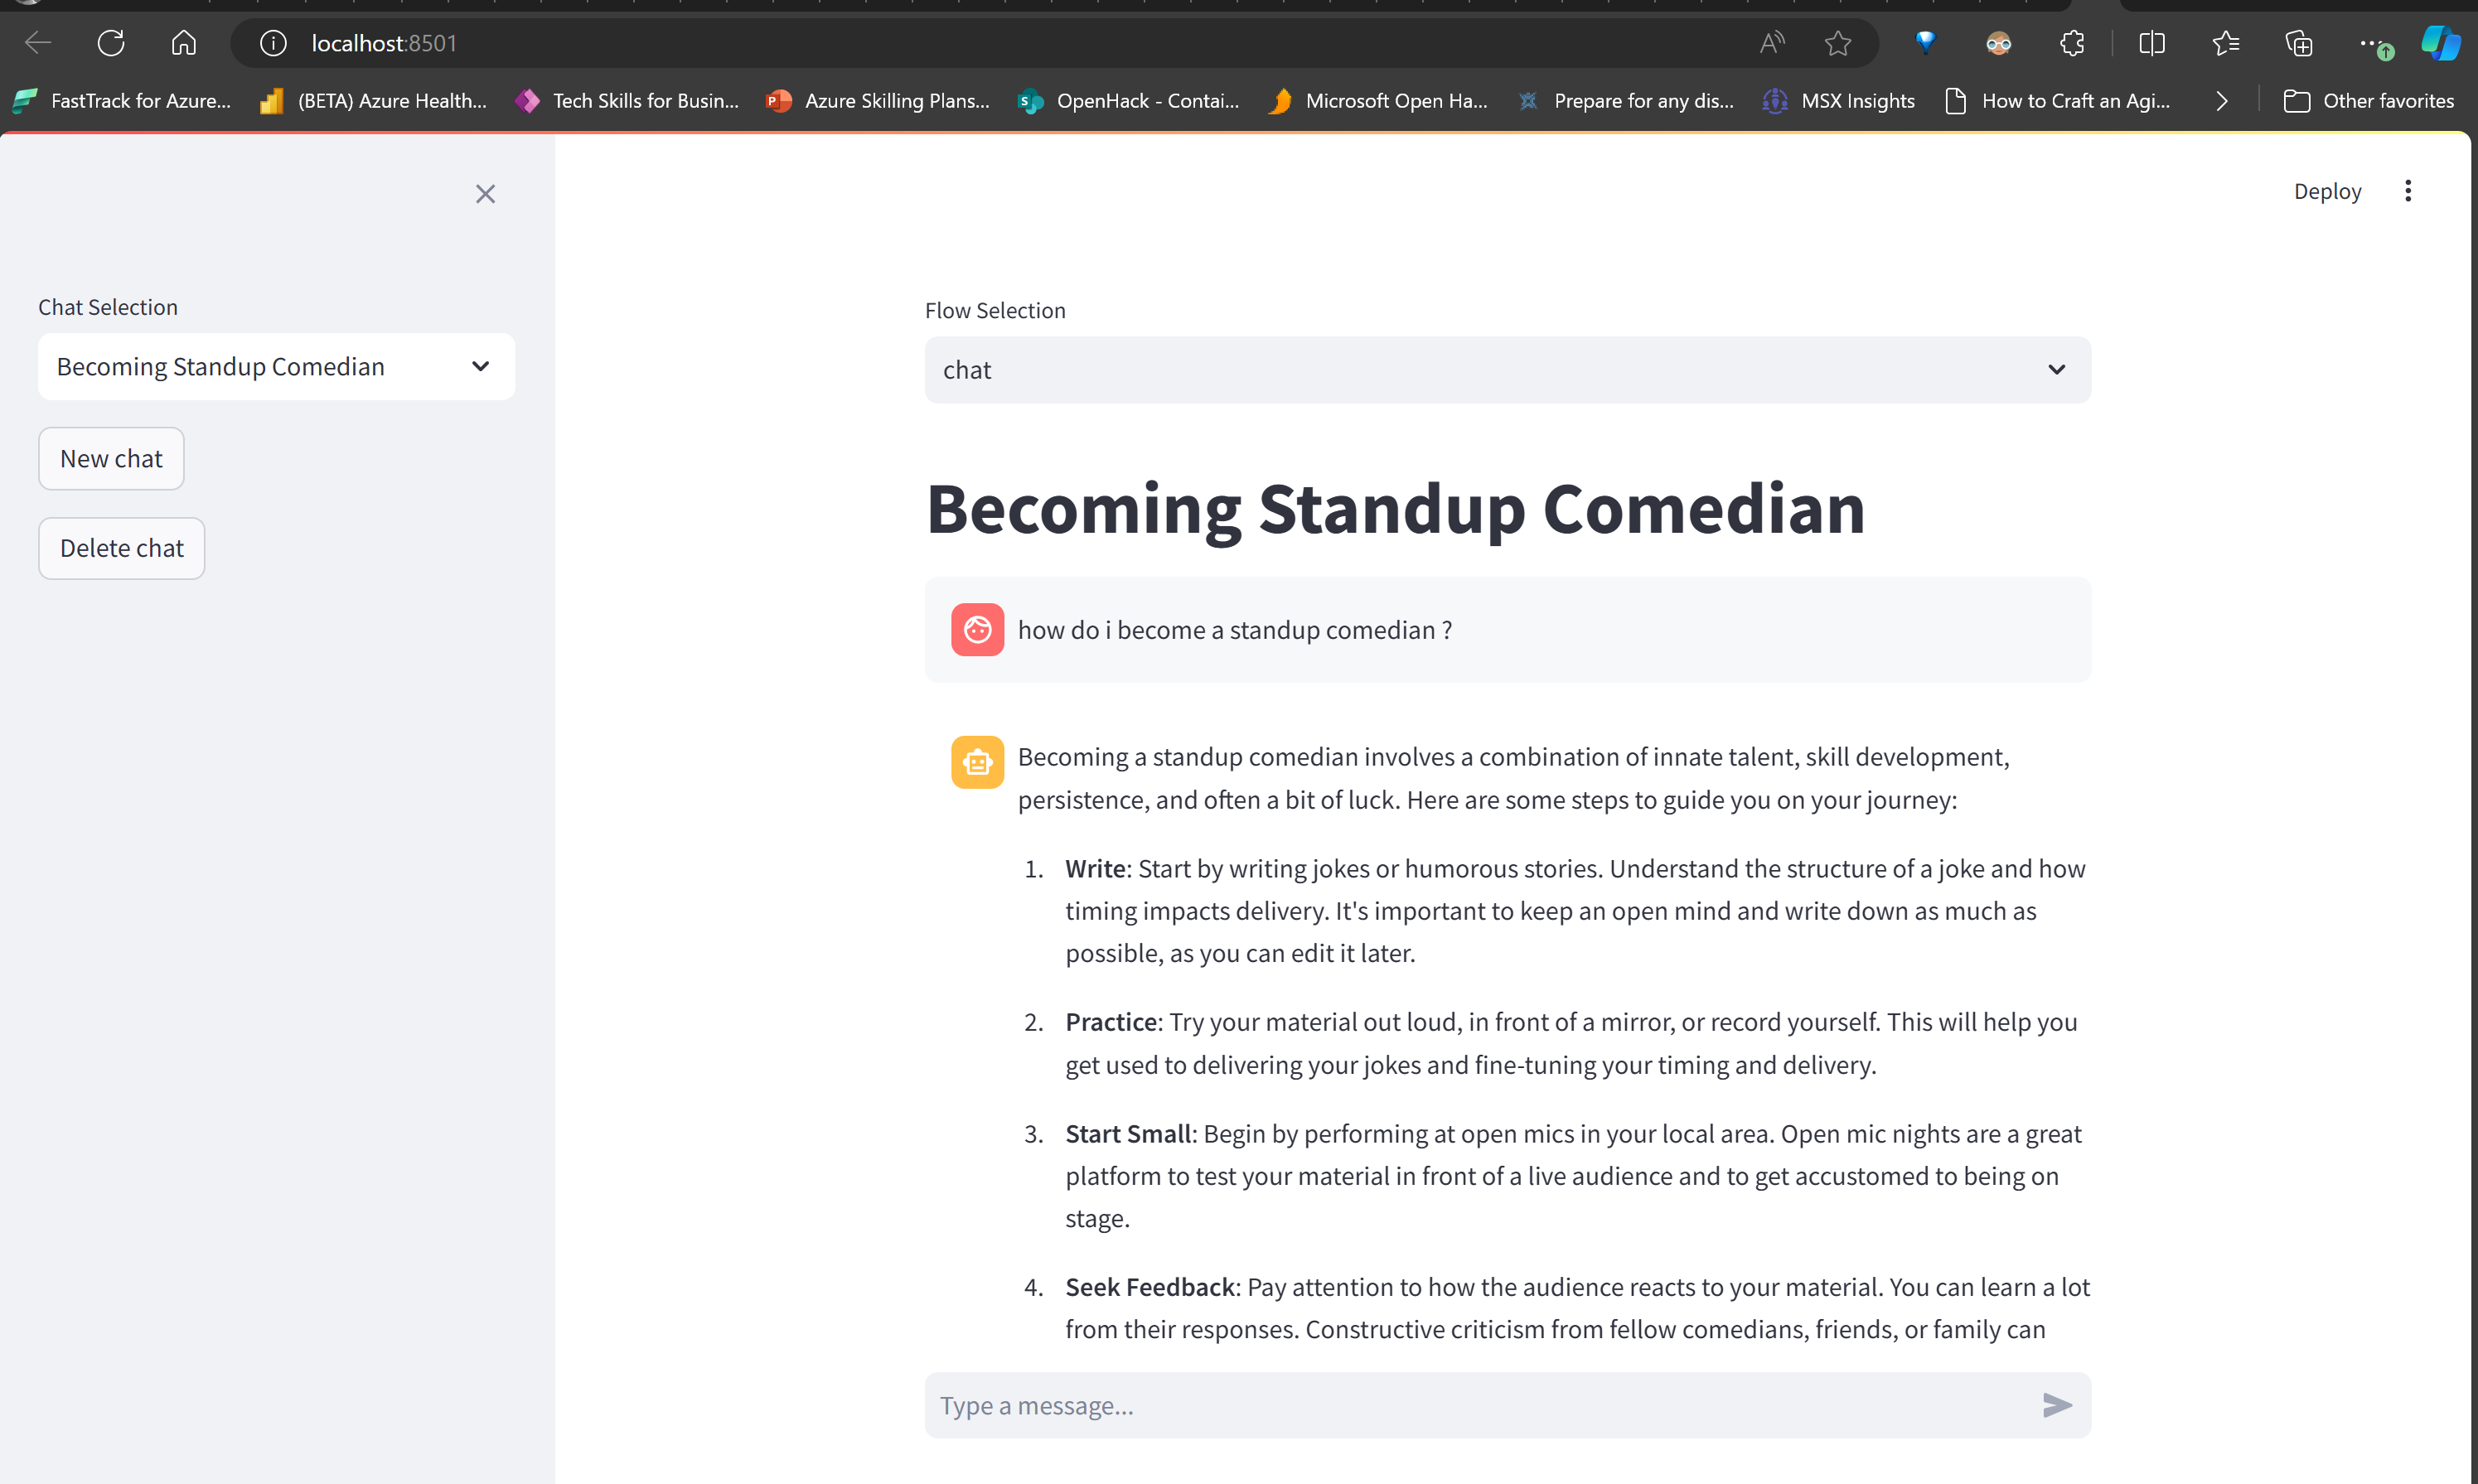 localhost:8501
FastTrack for Azure...
(BETA) Azure Health...
Tech Skills for Busin...
Azure Skilling Plans...
OpenHack - Contai...
Microsoft Open Ha...
Prepare for any dis...
MSX Insights
How to Craft an Agi...
Other favorites
Deploy
Chat Selection
Becoming Standup Comedian
New chat
Delete chat
Flow Selection
chat
Becoming Standup Comedian
how do i become a standup comedian ?
Becoming a standup comedian involves a combination of innate talent, skill development,
persistence, and often a bit of luck. Here are some steps to guide you on your journey:
1. Write: Start by writing jokes or humorous stories. Understand the structure of a joke and how
timing impacts delivery. It's important to keep an open mind and write down as much as
possible, as you can edit it later.
2. Practice: Try your material out loud, in front of a mirror, or record yourself. This will help you
get used to delivering your jokes and fine-tuning your timing and delivery.
3. Start Small: Begin by performing at open mics in your local area. Open mic nights are a great
platform to test your material in front of a live audience and to get accustomed to being on
stage.
4. Seek Feedback: Pay attention to how the audience reacts to your material. You can learn a lot
from their responses. Constructive criticism from fellow comedians, friends, or family can
Type a message...